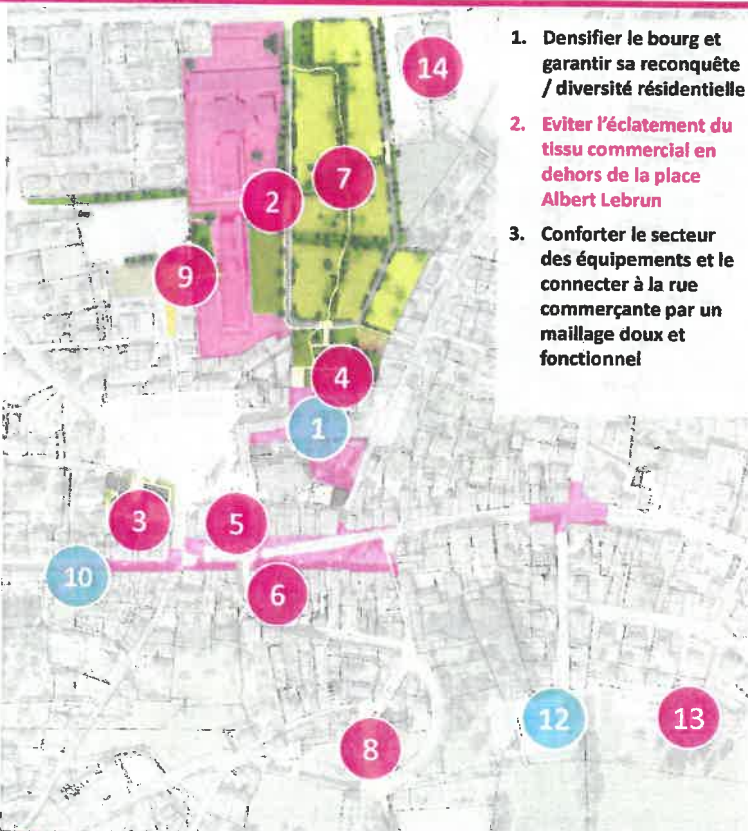 1. Densifier le bourg et
garantir sa reconquête
/ diversité résidentielle
2. Eviter l'éclatement du
tissu commercial en
dehors de la place
Albert Lebrun
3. Conforter le secteur
des équipements et le
connecter à la rue
commerçante par un
maillage doux et
fonctionnel
14
7
2
9
4
1
3
5
10
6
12
13
8